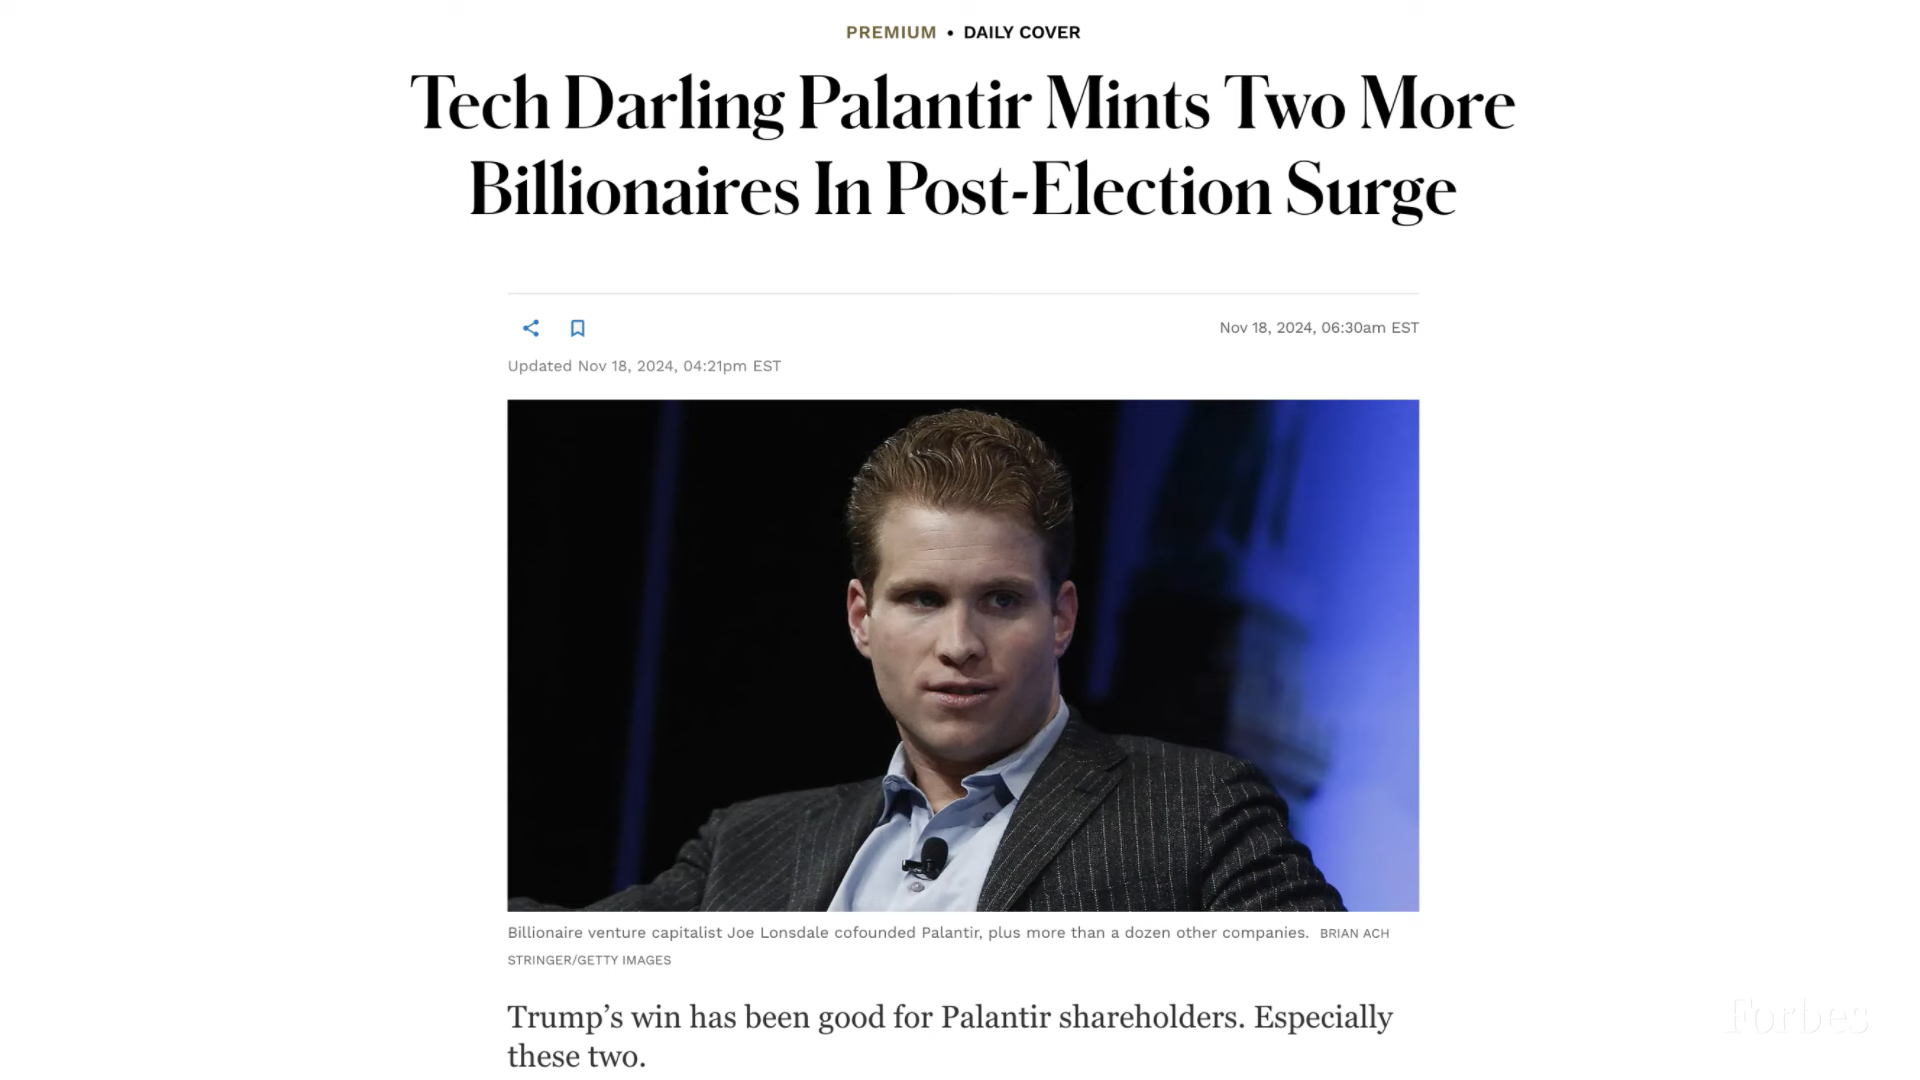 PREMIUM • DAILY COVER
Tech Darling Palantir Mints Two More
Billionaires In Post-Election Surge
Nov 18, 2024, 06:30am EST
Updated Nov 18, 2024, 04:21pm EST
Billionaire venture capitalist Joe Lonsdale cofounded Palantir, plus more than a dozen other companies. BRIAN ACH
STRINGER/GETTY IMAGES
Trump’s win has been good for Palantir shareholders. Especially
these two.
Forbes